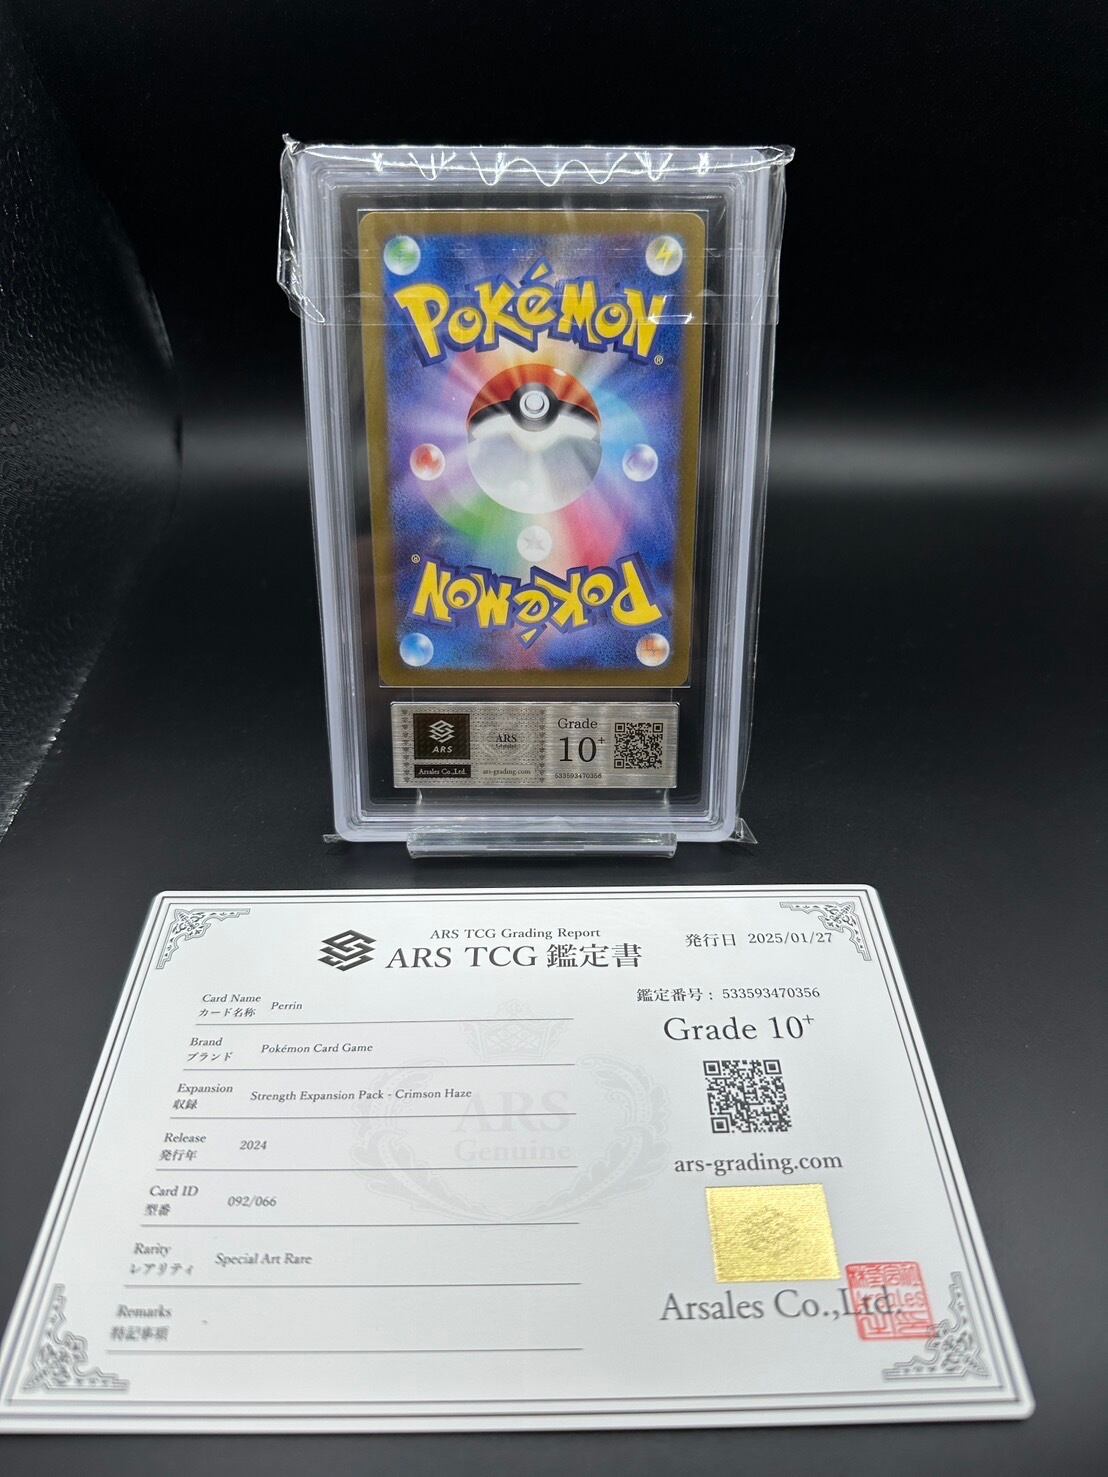 POKéMON
®
®
POKéMON
ARS
Arsales Co.,Ltd.
ARS
Genuine
ars-grading.com
Grade
10+
533593470356
ARS TCG Grading Report
ARS TCG 鑑定書
発行日 2025/01/27
鑑定番号 : 533593470356
Grade 10+
ars-grading.com
Arsales Co.,Ltd.
Card Name
カード名称
Perrin
Brand
ブランド
Pokémon Card Game
Expansion
収録
Strength Expansion Pack - Crimson Haze
Release
発行年
2024
Card ID
型番
092/066
Rarity
レアリティ
Special Art Rare
Remarks
特記事項
-
ARS
Genuine